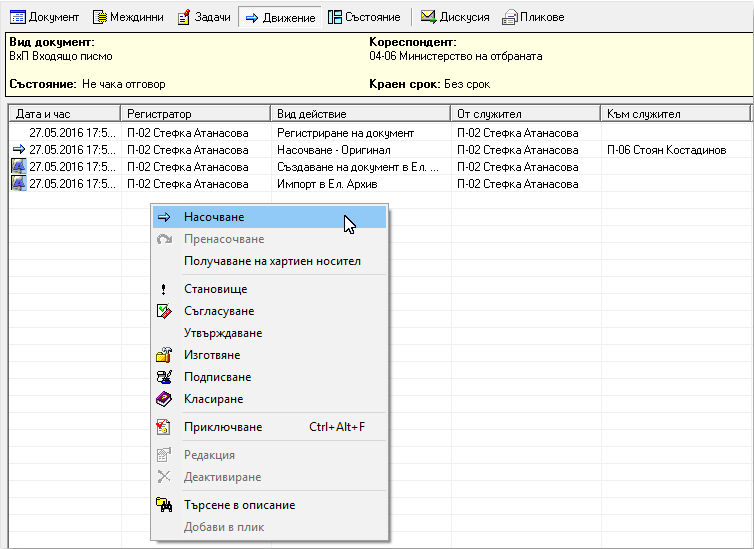 Документ Междинни Задачи Движение Състояние Дискусия Пликове
Вид документ: Кореспондент:
ВхП Входящо писмо 04-06 Министерство на отбраната
Състояние: Не чака отговор Краен срок: Без срок
Дата и час Регистратор Вид действие От служител Към служител
27.05.2016 17:5... П-02 Стефка Атанасова Регистриране на документ П-02 Стефка Атанасова
27.05.2016 17:5... П-02 Стефка Атанасова Насочване - Оригинал П-02 Стефка Атанасова П-06 Стоян Костадинов
27.05.2016 17:5... П-02 Стефка Атанасова Създаване на документ в Ел. ... П-02 Стефка Атанасова
27.05.2016 17:5... П-02 Стефка Атанасова Импорт в Ел. Архив П-02 Стефка Атанасова
Насочване
Пренасочване
Получаване на хартиен носител
Становище
Съгласуване
Утвърждаване
Изготвяне
Подписване
Класиране
Приключване Ctrl+Alt+F
Редакция
Деактивиране
Търсене в описание
Добави в плик